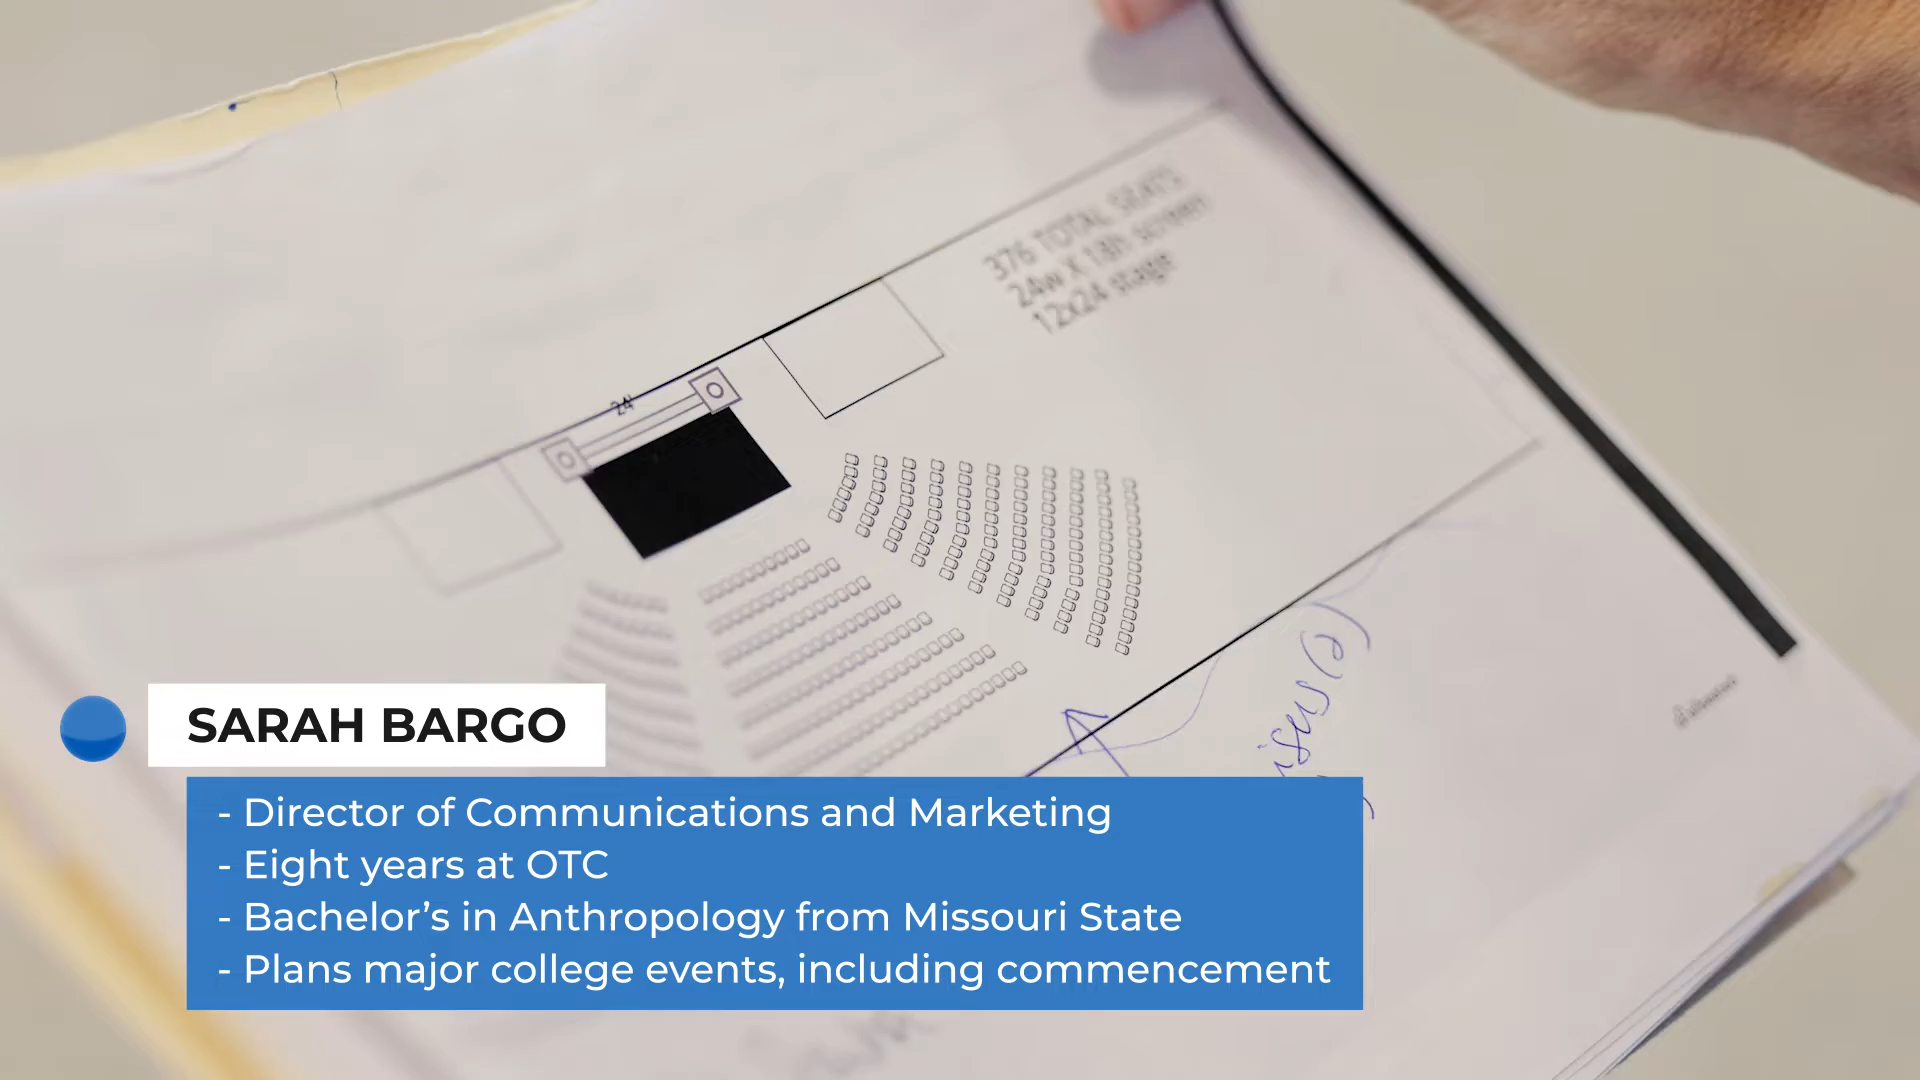 376 TOTAL SEATS
24w X 18h screen
12x24 stage
24'
SARAH BARGO
- Director of Communications and Marketing
- Eight years at OTC
- Bachelor’s in Anthropology from Missouri State
- Plans major college events, including commencement